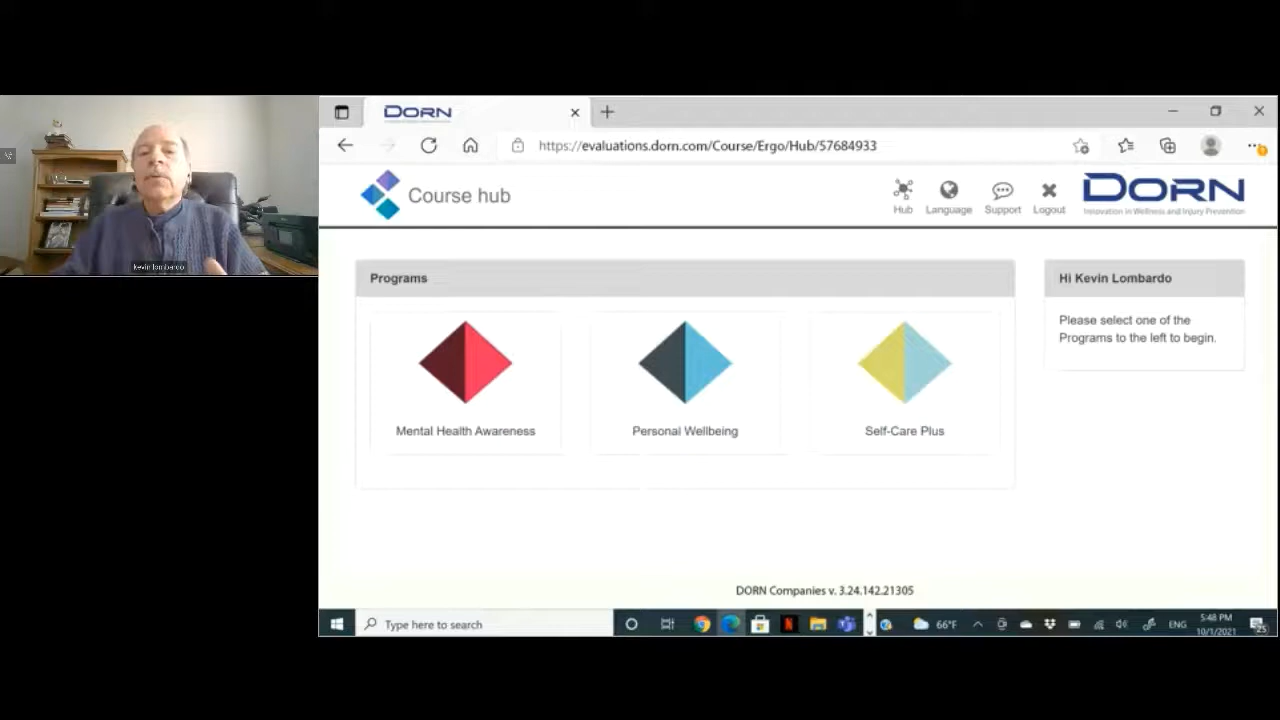 kevin lombardo
DORN
https://evaluations.dorn.com/Course/Ergo/Hub/57684933
Course hub
Hub
Language
Support
Logout
DORN
Innovation in Wellness and Injury Prevention
Programs
Mental Health Awareness
Personal Wellbeing
Self-Care Plus
Hi Kevin Lombardo
Please select one of the
Programs to the left to begin.
DORN Companies v. 3.24.142.21305
Type here to search
66°F
ENG
5:48 PM
10/1/2021
25